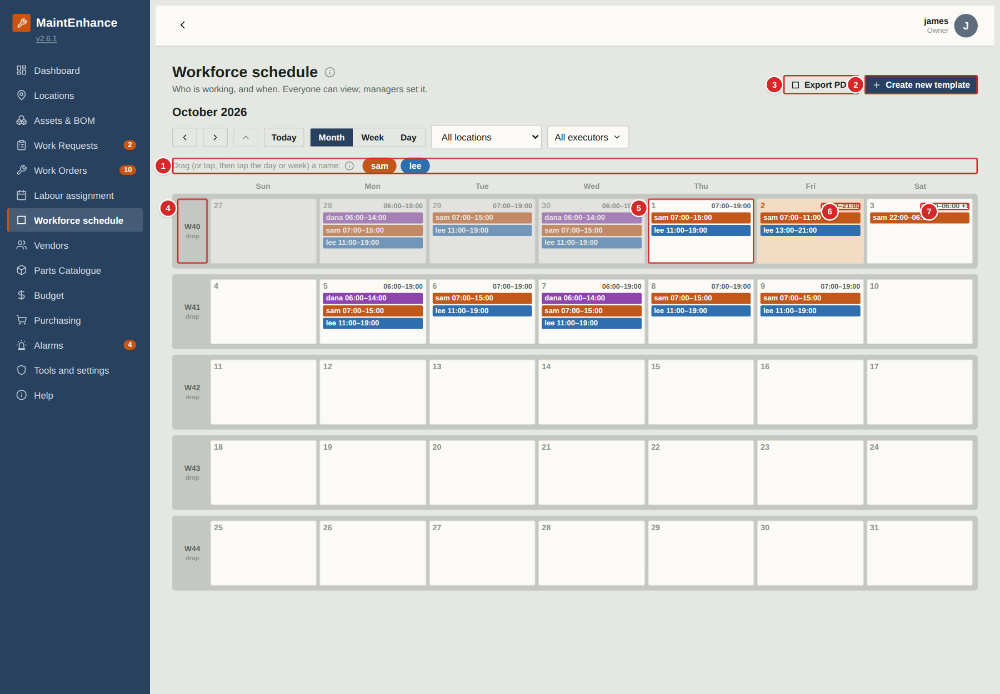 MaintEnhance
v2.6.1
Dashboard
Locations
Assets & BOM
Work Requests 2
Work Orders 10
Labour assignment
Workforce schedule
Vendors
Parts Catalogue
Budget
Purchasing
Alarms 4
Tools and settings
Help
james
Owner
J
Workforce schedule
Who is working, and when. Everyone can view; managers set it.
3 Export PD 2 Create new template
October 2026
Today Month Week Day All locations All executors
1 Drag (or tap, then tap the day or week) a name: sam lee
Sun Mon Tue Wed Thu Fri Sat
4 W40 drop
27
28 06:00–19:00
dana 06:00–14:00
sam 07:00–15:00
lee 11:00–19:00
29 07:00–19:00
sam 07:00–15:00
lee 11:00–19:00
30
dana 06:00–14:00
sam 07:00–15:00
lee 11:00–19:00
5
1 07:00–19:00
sam 07:00–15:00
lee 11:00–19:00
2 –21:00
6
sam 07:00–11:00
lee 13:00–21:00
3 –06:00 +1
7
sam
W41 drop
4
5 06:00–19:00
dana 06:00–14:00
sam 07:00–15:00
lee 11:00–19:00
6 07:00–19:00
sam 07:00–15:00
lee 11:00–19:00
7 06:00–19:00
dana 06:00–14:00
sam 07:00–15:00
lee 11:00–19:00
8 07:00–19:00
sam 07:00–15:00
lee 11:00–19:00
9 07:00–19:00
sam 07:00–15:00
lee 11:00–19:00
10
W42 drop
11 12 13 14 15 16 17
W43 drop
18 19 20 21 22 23 24
W44 drop
25 26 27 28 29 30 31